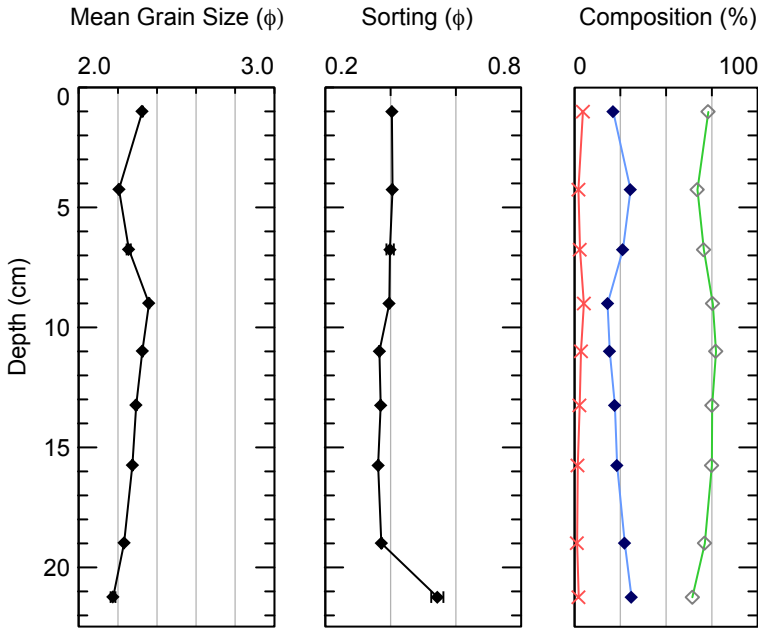 Mean Grain Size (ϕ) Sorting (ϕ) Composition (%)
2.0 3.0 0.2 0.8 0 100
0
5
10
15
20
Depth (cm)